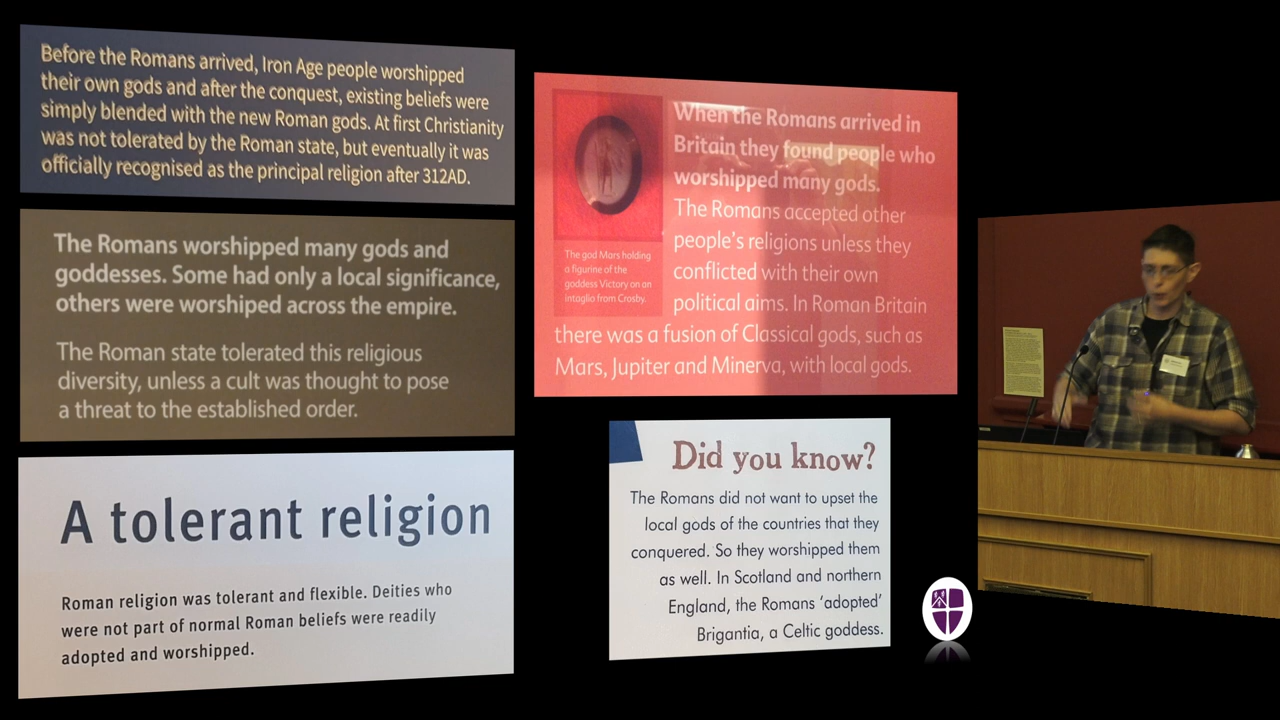 Before the Romans arrived, Iron Age people worshipped
their own gods and after the conquest, existing beliefs were
simply blended with the new Roman gods. At first Christianity
was not tolerated by the Roman state, but eventually it was
officially recognised as the principal religion after 312AD.
The Romans worshipped many gods and
goddesses. Some had only a local significance,
others were worshiped across the empire.
The Roman state tolerated this religious
diversity, unless a cult was thought to pose
a threat to the established order.
A tolerant religion
Roman religion was tolerant and flexible. Deities who
were not part of normal Roman beliefs were readily
adopted and worshipped.
When the Romans arrived in
Britain they found people who
worshipped many gods.
The Romans accepted other
people's religions unless they
conflicted with their own
political aims. In Roman Britain
there was a fusion of Classical gods, such as
Mars, Jupiter and Minerva, with local gods.
The god Mars holding
a figurine of the
goddess Victory on an
intaglio from Crosby.
Did you know?
The Romans did not want to upset the
local gods of the countries that they
conquered. So they worshipped them
as well. In Scotland and northern
England, the Romans 'adopted'
Brigantia, a Celtic goddess.